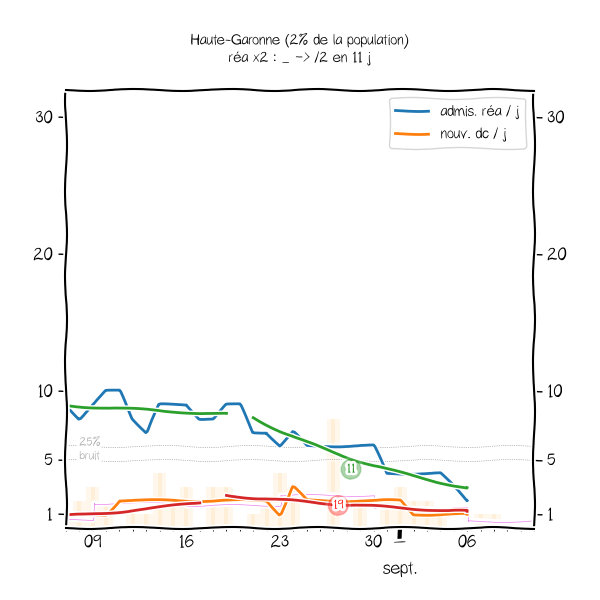 Haute-Garonne (2% de la population)
réa x2 : _ -> /2 en 11 j
admis. réa / j
nouv. dc / j
30 30
20 20
10 10
25%
bruit
5 5
11
19
1 1
09 16 23 30 06
sept.